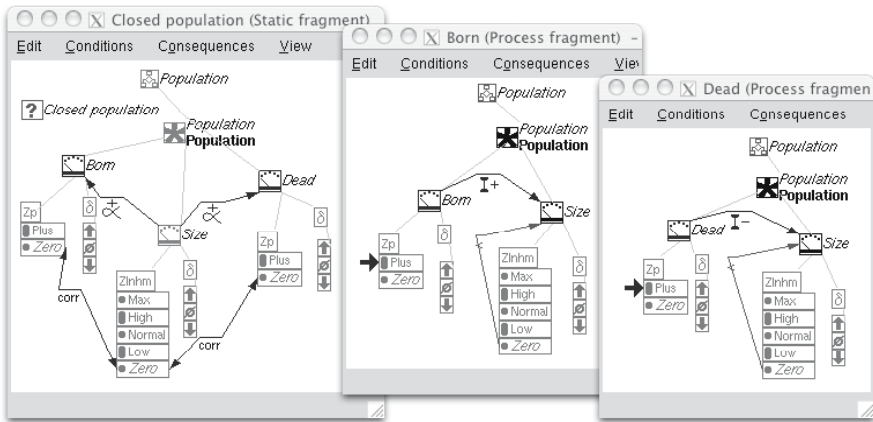 Closed population (Static fragment)
Edit Conditions Consequences View
Population
? Closed population
Population
Population
Born
Dead
α+
α+
Size
Zp
Plus
Zero
δ
Zp
Plus
Zero
δ
Zlnhm
Max
High
Normal
Low
Zero
δ
corr
corr
Born (Process fragment) –
Edit Conditions Consequences View
Population
Population
Population
I+
Born
Size
Zp
Plus
Zero
δ
Zlnhm
Max
High
Normal
Low
Zero
δ
Dead (Process fragmen
Edit Conditions Consequences
Population
Population
Population
I–
Dead
Size
Zp
Plus
Zero
δ
Zlnhm
Max
High
Normal
Low
Zero
δ